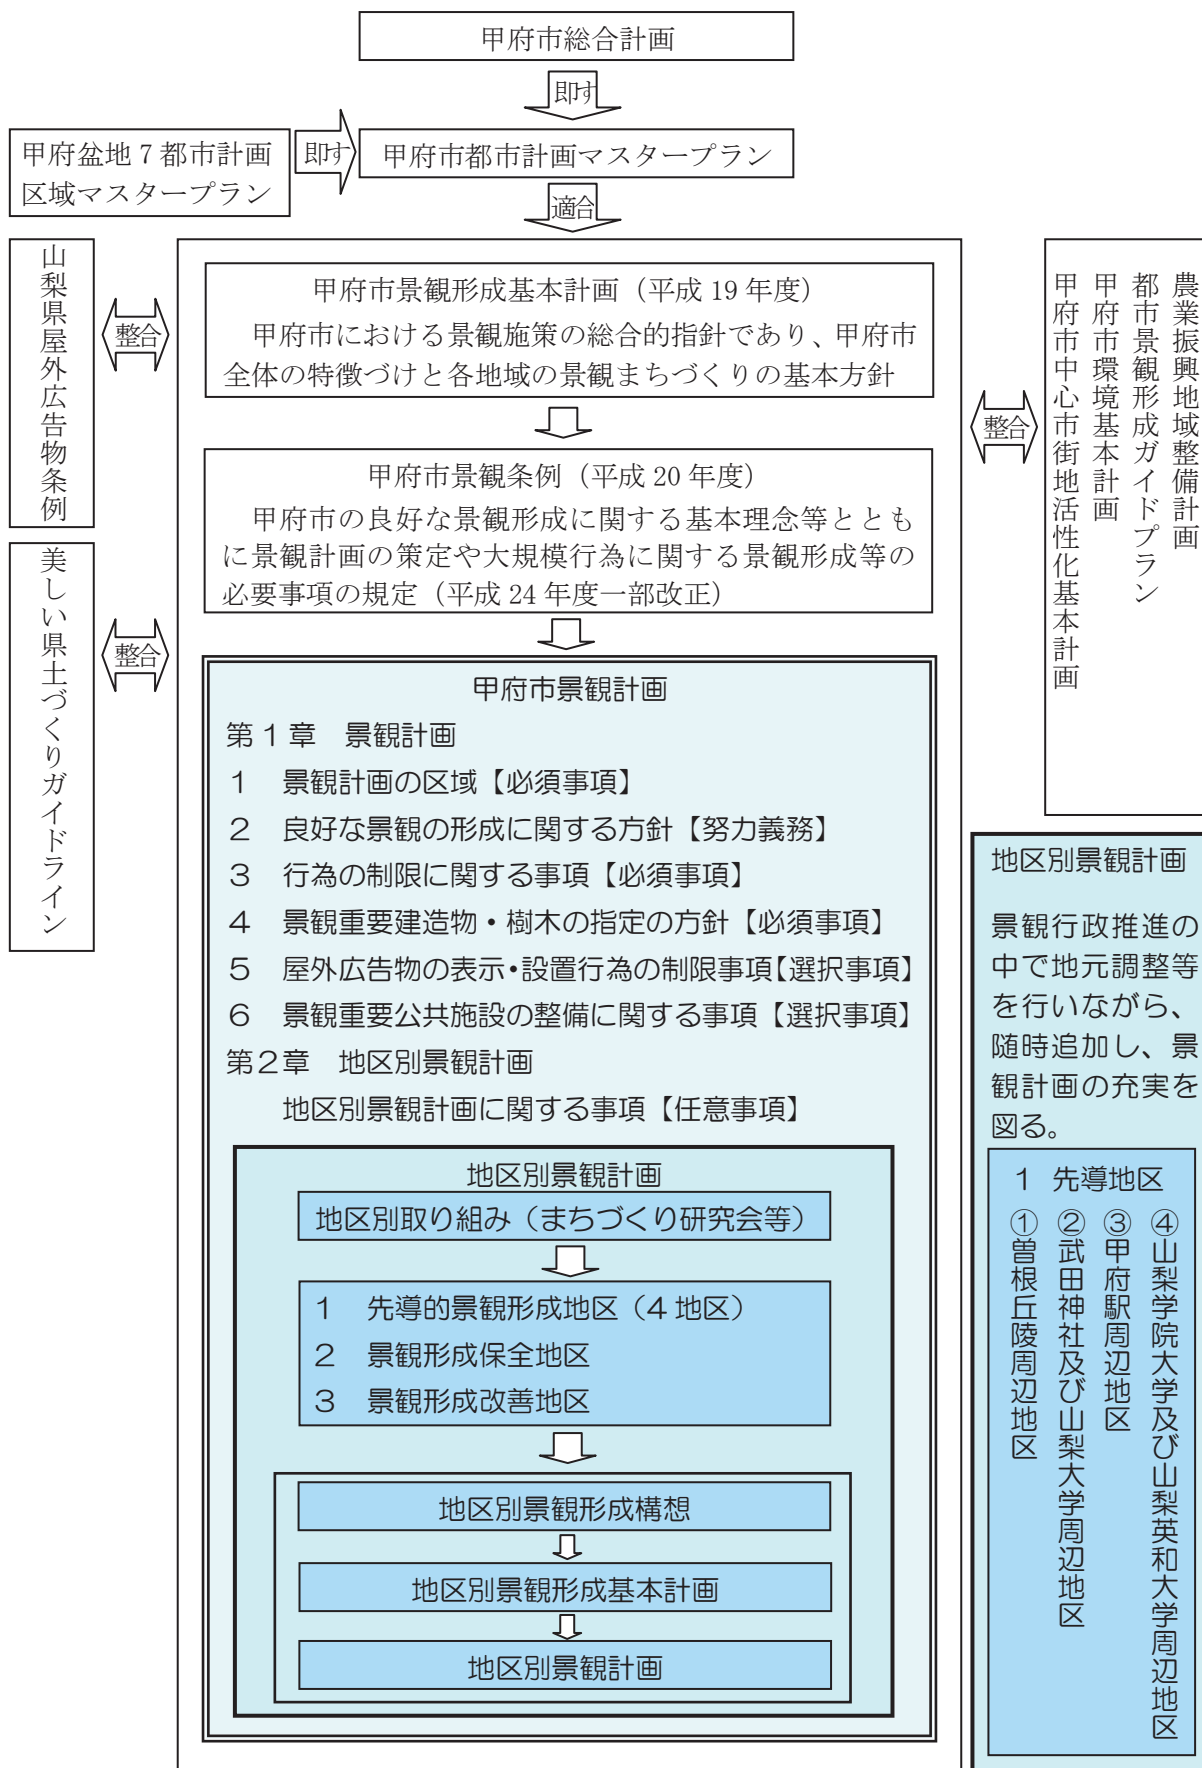 甲府市総合計画
即す
甲府盆地７都市計画
区域マスタープラン
即す
甲府市都市計画マスタープラン
適合
山梨県屋外広告物条例
整合
美しい県土づくりガイドライン
整合
甲府市景観形成基本計画（平成 19 年度）
甲府市における景観施策の総合的指針であり、甲府市
全体の特徴づけと各地域の景観まちづくりの基本方針
甲府市景観条例（平成 20 年度）
甲府市の良好な景観形成に関する基本理念等ととも
に景観計画の策定や大規模行為に関する景観形成等の
必要事項の規定（平成 24 年度一部改正）
整合
農業振興地域整備計画
都市景観形成ガイドプラン
甲府市環境基本計画
甲府市中心市街地活性化基本計画
甲府市景観計画
第１章　景観計画
１　景観計画の区域【必須事項】
２　良好な景観の形成に関する方針【努力義務】
３　行為の制限に関する事項【必須事項】
４　景観重要建造物・樹木の指定の方針【必須事項】
５　屋外広告物の表示・設置行為の制限事項【選択事項】
６　景観重要公共施設の整備に関する事項【選択事項】
第２章　地区別景観計画
地区別景観計画に関する事項【任意事項】
地区別景観計画
地区別取り組み（まちづくり研究会等）
１　先導的景観形成地区（４地区）
２　景観形成保全地区
３　景観形成改善地区
地区別景観形成構想
地区別景観形成基本計画
地区別景観計画
地区別景観計画
景観行政推進の
中で地元調整等
を行いながら、
随時追加し、景
観計画の充実を
図る。
１　先導地区
①曽根丘陵周辺地区
②武田神社及び山梨大学周辺地区
③甲府駅周辺地区
④山梨学院大学及び山梨英和大学周辺地区